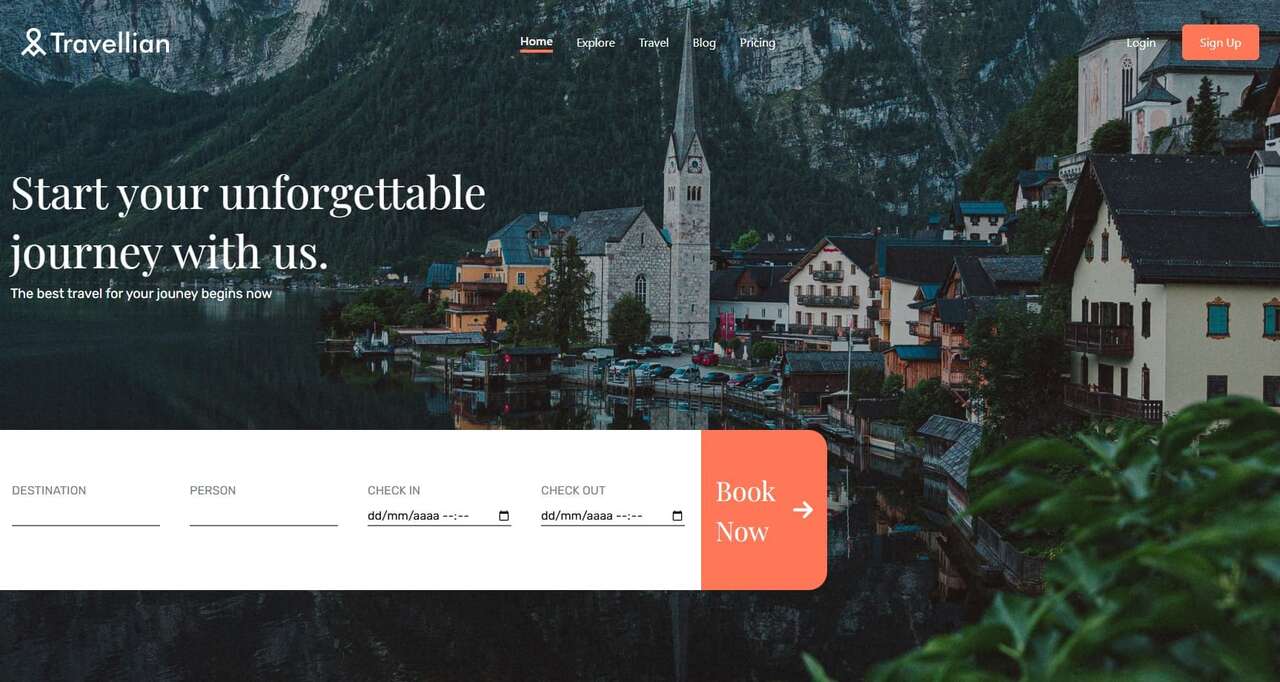 Travellian
Home Explore Travel Blog Pricing
Login Sign Up
Start your unforgettable
journey with us.
The best travel for your jouney begins now
DESTINATION PERSON CHECK IN CHECK OUT
dd/mm/aaaa --:-- dd/mm/aaaa --:--
Book
Now